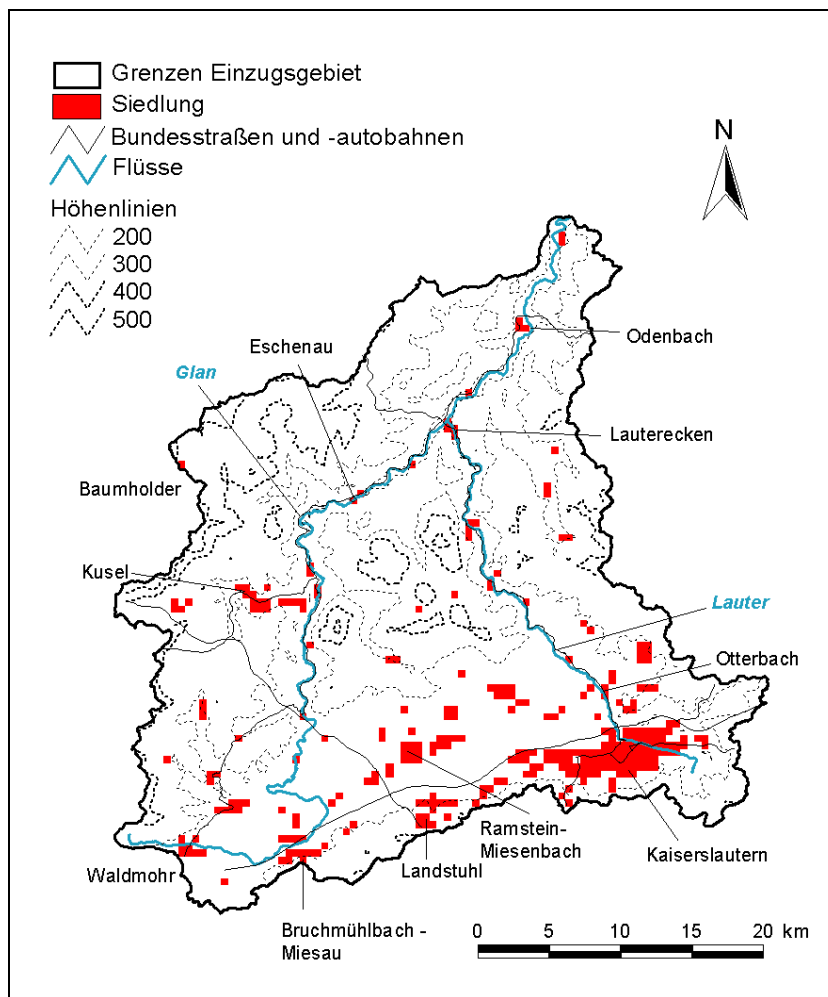 Grenzen Einzugsgebiet
Siedlung
Bundesstraßen und -autobahnen
Flüsse
Höhenlinien
200
300
400
500
N
Odenbach
Eschenau
Glan
Lauterecken
Baumholder
Kusel
Lauter
Otterbach
Ramstein-
Miesenbach
Kaiserslautern
Landstuhl
Waldmohr
Bruchmühlbach -
Miesau
0 5 10 15 20 km